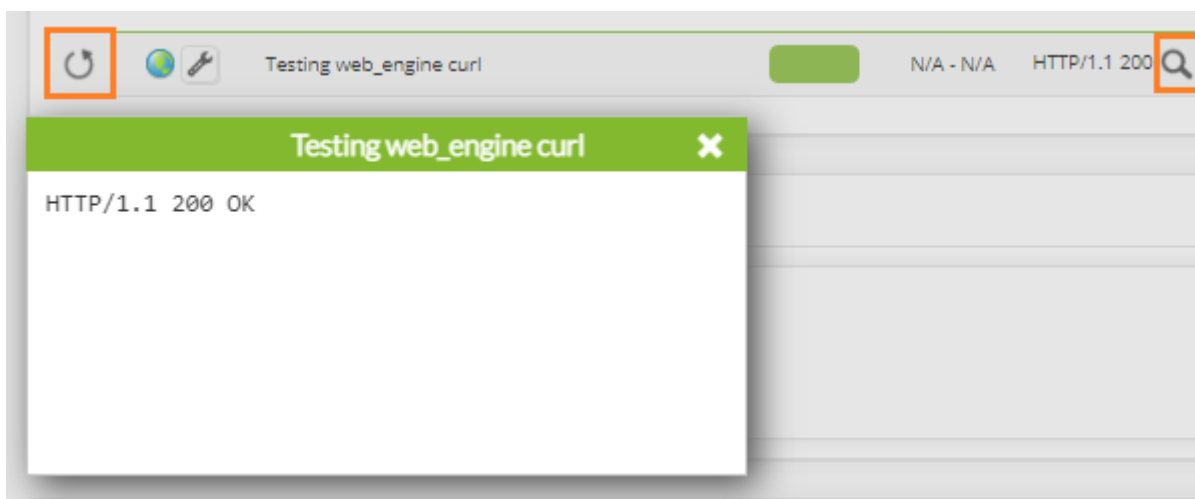 Testing web_engine curl N/A - N/A HTTP/1.1 200
Testing web_engine curl
HTTP/1.1 200 OK